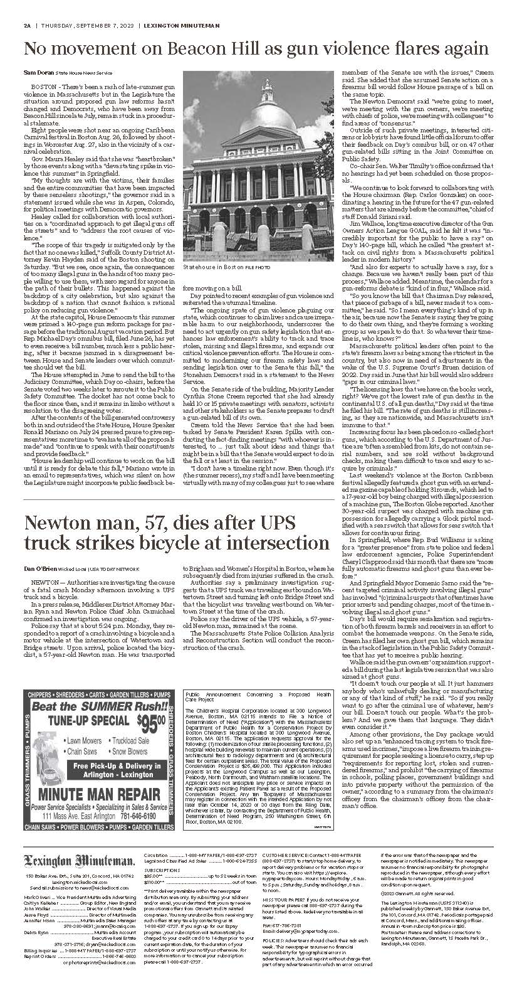 2A | THURSDAY, SEPTEMBER 7, 2023 | LEXINGTON MINUTEMAN
No movement on Beacon Hill as gun violence flares again
Sam Doran State House News Service
BOSTON - There's been a rash of late-summer gun
violence in Massachusetts but in the Legislature the
situation around proposed gun law reforms hasn't
changed and Democrats, who have been away from
Beacon Hill since late July, remain stuck in a procedur-
al stalemate.
Eight people were shot near an ongoing Caribbean
Carnival festival in Boston Aug. 26, followed by shoot-
ings in Worcester Aug. 27, also in the vicinity of a car-
nival celebration.
Gov. Maura Healey said that she was "heartbroken"
by those events along with a "devastating spike in vio-
lence this summer" in Springfield.
"My thoughts are with the victims, their families
and the entire communities that have been impacted
by these senseless shootings," the governor said in a
statement issued while she was in Aspen, Colorado,
for political meetings with Democratic governors.
Healey called for collaboration with local authori-
ties on a "coordinated approach to get illegal guns off
the streets" and to "address the root causes of vio-
lence."
"The scope of this tragedy is mitigated only by the
fact that no one was killed," Suffolk County District At-
torney Kevin Hayden said of the Boston shooting on
Saturday. "But we see, once again, the consequences
of too many illegal guns in the hands of too many peo-
ple willing to use them, with zero regard for anyone in
the path of their bullets. This happened against the
backdrop of a city celebration, but also against the
backdrop of a nation that cannot fashion a rational
policy on reducing gun violence."
At the state capitol, House Democrats this summer
were primed a 140-page gun reform package for pas-
sage before the traditional August vacation period. But
Rep. Michael Day's omnibus bill, filed June 26, has yet
to even receive a bill number, much less a public hear-
ing, after it became jammed in a disagreement be-
tween House and Senate leaders over which commit-
tee should vet the bill.
The House attempted in June to send the bill to the
Judiciary Committee, which Day co-chairs, before the
Senate voted two weeks later to reroute it to the Public
Safety Committee. The docket has not come back to
the floor since then, and it remains in limbo without a
resolution to the disagreeing votes.
After the contents of the bill generated controversy
both in and outside of the State House, House Speaker
Ronald Mariano on July 24 pressed pause to give rep-
resentatives more time to "evaluate all of the proposals
made" and "continue to speak with their constituents
and provide feedback."
"House leadership will continue to work on the bill
until it is ready for debate this fall," Mariano wrote in
an email to representatives, which was silent on how
the Legislature might incorporate public feedback be-
Statehouse in Boston FILE PHOTO
fore moving on a bill.
Day pointed to recent examples of gun violence and
reiterated the autumnal timeline.
"The ongoing spate of gun violence plaguing our
state, which continues to claim lives and cause irrepa-
rable harm to our neighborhoods, underscores the
need to act urgently on gun safety legislation that en-
hances law enforcement's ability to track and trace
stolen, missing and illegal firearms, and expands our
critical violence prevention efforts. The House is com-
mitted to modernizing our firearm safety laws and
sending legislation over to the Senate this fall," the
Stoneham Democrat said in a statement to the News
Service.
On the Senate side of the building, Majority Leader
Cynthia Stone Creem reported that she had already
held 10 or 15 private meetings with senators, activists
and other stakeholders as the Senate prepares to draft
a gun-related bill of its own.
Creem told the News Service that she had been
tasked by Senate President Karen Spilka with con-
ducting the fact-finding meetings "with whoever is in-
terested, to ... just talk about ideas and things that
might be in a bill that the Senate would expect to do in
the fall or at least in the session."
"I don't have a timeline right now. Even though it's
(the summer recess), my staff and I have been meeting
virtually with many of my colleagues just to see where
members of the Senate are with the issues," Creem
said. She added that she assumed Senate action on a
firearms bill would follow House passage of a bill on
the same topic.
The Newton Democrat said "we're going to meet,
we're meeting with the gun owners, we're meeting
with chiefs of police, we're meeting with colleagues" to
find areas of "consensus."
Outside of such private meetings, interested citi-
zens or lobbyists have found little official forum to offer
their feedback on Day's omnibus bill, or on 47 other
gun-related bills sitting in the Joint Committee on
Public Safety.
Co-chair Sen. Walter Timilty's office confirmed that
no hearings had yet been scheduled on those propos-
als.
"We continue to look forward to collaborating with
the House chairman (Rep. Carlos Gonzalez) on coor-
dinating a hearing in the future for the 47 gun-related
matters that are already before the committee," chief of
staff Donald Siriani said.
Jim Wallace, longtime executive director of the Gun
Owners Action League GOAL, said he felt it was "in-
credibly important for the public to have a say" on
Day's 140-page bill, which he called "the greatest at-
tack on civil rights from a Massachusetts political
leader in modern history."
"And also for experts to actually have a say, for a
change. Because we haven't really been part of this
process," Wallace added. Meantime, the calendar for a
gun-reforms debate is "kind of in flux," Wallace said.
"So you know the bill that Chairman Day released,
that piece of garbage of a bill, never made it to a com-
mittee," he said. "So I mean everything's kind of up in
the air, because now the Senate is saying they're going
to do their own thing, and they're forming a working
group as we speak to do that. So whatever their time-
line is, who knows?"
Massachusetts political leaders often point to the
state's firearm laws as being among the strictest in the
country, but also now in need of adjustments in the
wake of the U.S. Supreme Court's Bruen decision of
2022. Day said in June that his bill would also address
"gaps in our criminal laws."
"The licensing laws that we have on the books work,
right? We've got the lowest rate of gun deaths in the
continental U.S. of all gun deaths," Day said at the time
he filed his bill. "The rate of gun deaths is still increas-
ing, as they are nationwide, and Massachusetts isn't
immune to that."
Increasing focus has been placed on so-called ghost
guns, which according to the U.S. Department of Jus-
tice are "often assembled from kits, do not contain se-
rial numbers, and are sold without background
checks, making them difficult to trace and easy to ac-
quire by criminals."
Last weekend's violence at the Boston Caribbean
festival allegedly featured a ghost gun with an extend-
ed magazine capable of holding 31 rounds, which led to
a 17-year-old boy being charged with illegal possession
of a machine gun, The Boston Globe reported. Another
30-year-old suspect was charged with machine gun
possession for allegedly carrying a Glock pistol mod-
ified with a sear switch that allows for sear switch that
allows for continuous firing.
In Springfield, where Rep. Bud Williams is asking
for a "greater presence" from state police and federal
law enforcement agencies, Police Superintendent
Cheryl Clapprood said this month that there are "more
fully automatic firearms and ghost guns than ever be-
fore."
And Springfield Mayor Domenic Sarno said the "re-
cent targeted criminal activity involving illegal guns"
has involved "(c)riminal suspects that oftentimes have
prior arrests and pending charges, most of the time in-
volving illegal and ghost guns."
Day's bill would require serialization and registra-
tion of both firearm barrels and receivers in an effort to
combat the homemade weapons. On the Senate side,
Creem has filed her own ghost gun bill, which remains
in the stack of legislation in the Public Safety Commit-
tee that has yet to receive a public hearing.
Wallace said the gun owners' organization support-
ed a bill during the last legislative session that was also
aimed at ghost guns.
"It doesn't touch our people at all. It just hammers
anybody who's unlawfully dealing or manufacturing
or any of that kind of stuff," he said. "So if you really
want to go after the criminal use of whatever, here's
our bill. Doesn't touch our people. What's the prob-
lem? And we gave them that language. They didn't
even consider it."
Among other provisions, the Day package would
also set up an "enhanced tracing system to track fire-
arms used in crimes," impose a live firearm training re-
quirement for people seeking a license to carry, step up
"requirements for reporting lost, stolen and surren-
dered firearms," and prohibit "the carrying of firearms
in schools, polling places, government buildings and
into private property without the permission of the
owner," according to a summary from the chairman's
officey from the chairman's officey from the chair-
man's office.
Newton man, 57, dies after UPS
truck strikes bicycle at intersection
Dan O'Brien Wicked Local | USA TODAY NETWORK
NEWTON — Authorities are investigating the cause
of a fatal crash Monday afternoon involving a UPS
truck and a bicycle.
In a press release, Middlesex District Attorney Mar-
ian Ryan and Newton Police Chief John Carmichael
confirmed an investigation was ongoing.
Police say that at about 5:24 p.m. Monday, they re-
sponded to a report of a crash involving a bicycle and a
motor vehicle at the intersection of Watertown and
Bridge streets. Upon arrival, police located the bicy-
clist, a 57-year-old Newton man. He was transported
to Brigham and Women's Hospital in Boston, where he
subsequently died from injuries suffered in the crash.
Authorities say a preliminary investigation sug-
gests that a UPS truck was traveling eastbound on Wa-
tertown Street and turning left onto Bridge Street and
that the bicyclist was traveling westbound on Water-
town Street at the time of the crash.
Police say the driver of the UPS vehicle, a 57-year-
old Newton man, remained at the scene.
The Massachusetts State Police Collision Analysis
and Reconstruction Section will conduct the recon-
struction of the crash.
CHIPPERS • SHREDDERS • CARTS • GARDEN TILLERS • PUMPS
GRASS TRIMMERS • PUMPS
SHREDDERS • GRASS TRIMMERS
Beat the SUMMER Rush!!
TUNE-UP SPECIAL $95.00
• Lawn Mowers • Truckload Sale
• Chain Saws • Snow Blowers
Free Pick-Up & Delivery in
Arlington - Lexington
MINUTE MAN REPAIR
Power Service Specialists • Specializing in Sales & Service
111 Mass Ave. East Arlington 781-646-6190
CHAIN SAWS • POWER BLOWERS • PUMPS • GARDEN TILLERS
Public Announcement Concerning a Proposed Health
Care Project
The Children's Hospital Corporation located at 300 Longwood
Avenue, Boston, MA 02115 intends to File a Notice of
Determination of Need ("Application") with the Massachusetts
Department of Public Health for a Conservation Project by
Boston Children's Hospital located at 300 Longwood Avenue,
Boston, MA 02115. The application requests approval for the
following: (1) modernization of our sterile processing functions, (2)
hospital wide building renewals to maintain current operations, (3)
architectural fees to radiology departments and (4) architectural
fees for certain outpatient areas. The total value of the Proposed
Conservation Project is $26,498,000. This Application includes
projects at the Longwood Campus as well as our Lexington,
Peabody, North Dartmouth, and Waltham satellite locations. The
Applicant does not anticipate any price or service impacts on
the Applicant's existing Patient Panel as a result of the Proposed
Conservation Project. Any ten Taxpayers of Massachusetts
may register in connection with the intended Application by not
later than October 14, 2023 or 30 days from the Filing Date,
whichever is later, by contacting the Department of Public Health,
Determination of Need Program, 250 Washington Street, 6th
Floor, Boston, MA 02108.
Lexington Minuteman.
150 Baker Ave. Ext., Suite 201, Concord, MA 01742
Lexington.wickedlocal.com
Send all submissions to news@wickedlocal.com
Mark Oliveri ... Vice President Multimedia Advertising
Caitlyn Kelleher ............ Group Editor, New England
John Walker ....................... Director of Visual Media
Jesse Floyd ......................... Director of Multimedia
Jennifer Mann ................ Multimedia Sales Manager
978-380-8691; jmann@localiq.com
Debra Ryan ............................. Multimedia Account
Executive Real Estate
978-371-5716; dryan@wickedlocal.com
Billing Inquiries .... 1-888-MY PAPER/1-888-697-2737
Reprint Orders ............................ 1-866-746-8603
or photoreprints@wickedlocal.com
Circulation .......... 1-888-MY PAPER/1-888-697-2737
Legal and Classified Ad Sales .......... 1-800-624-7355
SUBSCRIPTIONS
$85.00** ......................... up to 52 weeks in town
$110.00** ......................................... out of town
**Print delivery available within the newspaper
distribution area only. By submitting your address
and/or email, you understand that you may receive
promotional offers from Gannett and its related
companies. You may unsubscribe from receiving any
such offers at any time by contacting us at
1-888-697-2737. If you sign up for our Ezpay
program, your subscription will automatically be
charged to your credit card 0 to 14 days prior to your
current expiration date, for the duration of your
subscription or until your notify us otherwise. For
more information or to cancel your subscription
please call 1-888-697-2737.
CUSTOMER SERVICE: Contact 1-888-MYPAPER
(888-697-2737) to start/stop home delivery, to
report delivery problems or for vacation stops or
starts. You can also visit https://explore.
mypapertoday.com. Hours: Monday-Friday, 6 a.m.
to 5 p.m.; Saturday, Sunday and holidays, 8 a.m.
to noon.
MISS YOUR PAPER? If you do not receive your
newspaper please call 888-697-2737 during the
hours listed above. Redelivery not available in all
areas.
Fax: 617-786-7381
Email: delivery@mypapertoday.com.
POLICIES: Advertisers should check their ads each
week. This newspaper assumes no financial
responsibility for typographical errors in
advertisements, but will reprint without charge that
part of any advertisement in which an error occurred
if the error was that of the newspaper and the
newspaper is notified immediately. This newspaper
assumes no financial responsibility for photographs
reproduced in the newspaper, although every effort
will be made to return original prints in good
condition upon request.
©2023 Gannett. All rights reserved.
The Lexington Minuteman (USPS 311340) is
published weekly by Gannett, 150 Baker Avenue Ext,
Ste 101, Concord, MA 01742. Periodicals postage paid
at Concord, Mass., and additional mailing offices.
Annual in-town subscription price is $85.
Postmaster: Please send address corrections to
Lexington Minuteman, Gannett, 15 Pacella Park Dr.,
Randolph, MA 02368.